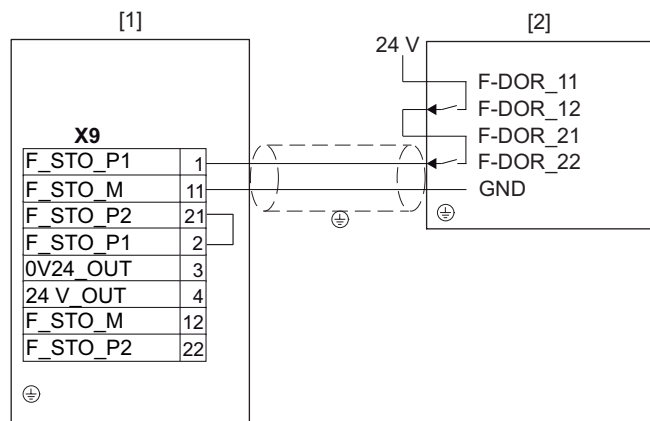 [1]
[2]
24 V
F-DOR_11
F-DOR_12
F-DOR_21
F-DOR_22
GND
X9
F_STO_P1 1
F_STO_M 11
F_STO_P2 21
F_STO_P1 2
0V24_OUT 3
24 V_OUT 4
F_STO_M 12
F_STO_P2 22